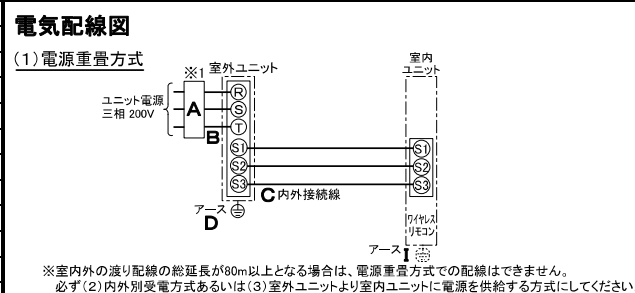 電気配線図
(1)電源重畳方式
※1
室外ユニット
室内
ユニット
ユニット電源
三相 200V
A
B
R
S
T
S1
S2
S3
S1
S2
S3
C 内外接続線
アース
D
ワイヤレス
リモコン
アース I
※室内外の渡り配線の総延長が80m以上となる場合は、電源重畳方式での配線はできません。
必ず(2)内外別受電方式あるいは(3)室外ユニットより室内ユニットに電源を供給する方式にしてください